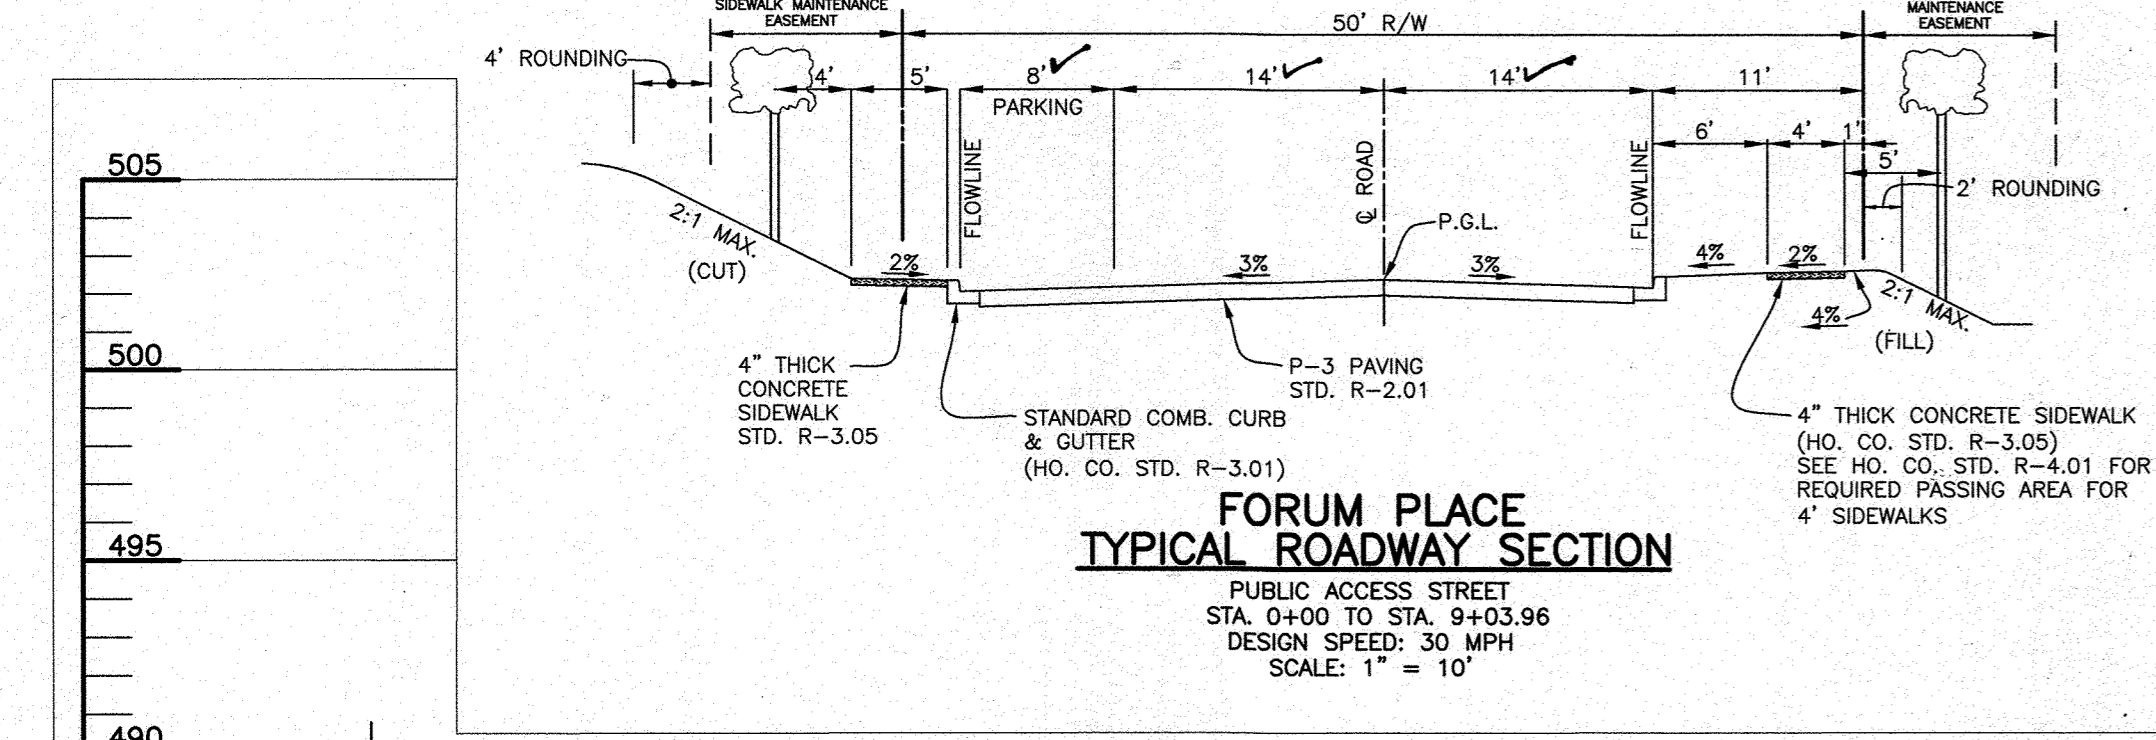 SIDEWALK MAINTENANCE
EASEMENT
50' R/W
MAINTENANCE
EASEMENT
4' ROUNDING
4'
5'
8'
PARKING
14'
14'
11'
6'
4'
1'
5'
2' ROUNDING
FLOWLINE
℄ ROAD
FLOWLINE
P.G.L.
2:1 MAX.
(CUT)
2%
3%
3%
4%
2%
4%
2:1 MAX.
(FILL)
505
500
495
490
4" THICK
CONCRETE
SIDEWALK
STD. R-3.05
STANDARD COMB. CURB
& GUTTER
(HO. CO. STD. R-3.01)
P-3 PAVING
STD. R-2.01
4" THICK CONCRETE SIDEWALK
(HO. CO. STD. R-3.05)
SEE HO. CO. STD. R-4.01 FOR
REQUIRED PASSING AREA FOR
4' SIDEWALKS
FORUM PLACE
TYPICAL ROADWAY SECTION
PUBLIC ACCESS STREET
STA. 0+00 TO STA. 9+03.96
DESIGN SPEED: 30 MPH
SCALE: 1" = 10'